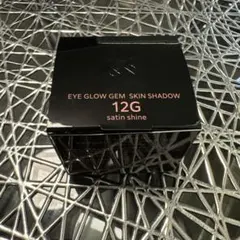 EYE GLOW GEM SKIN SHADOW
12G
satin shine